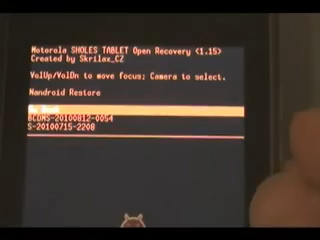 Motorola SHOLES TABLET Open Recovery <1.15>
Created by Skrilax_CZ
VolUp/VolDn to move focus; Camera to select.
Nandroid Restore
BCDMS-20100812-0054
S-20100715-2208